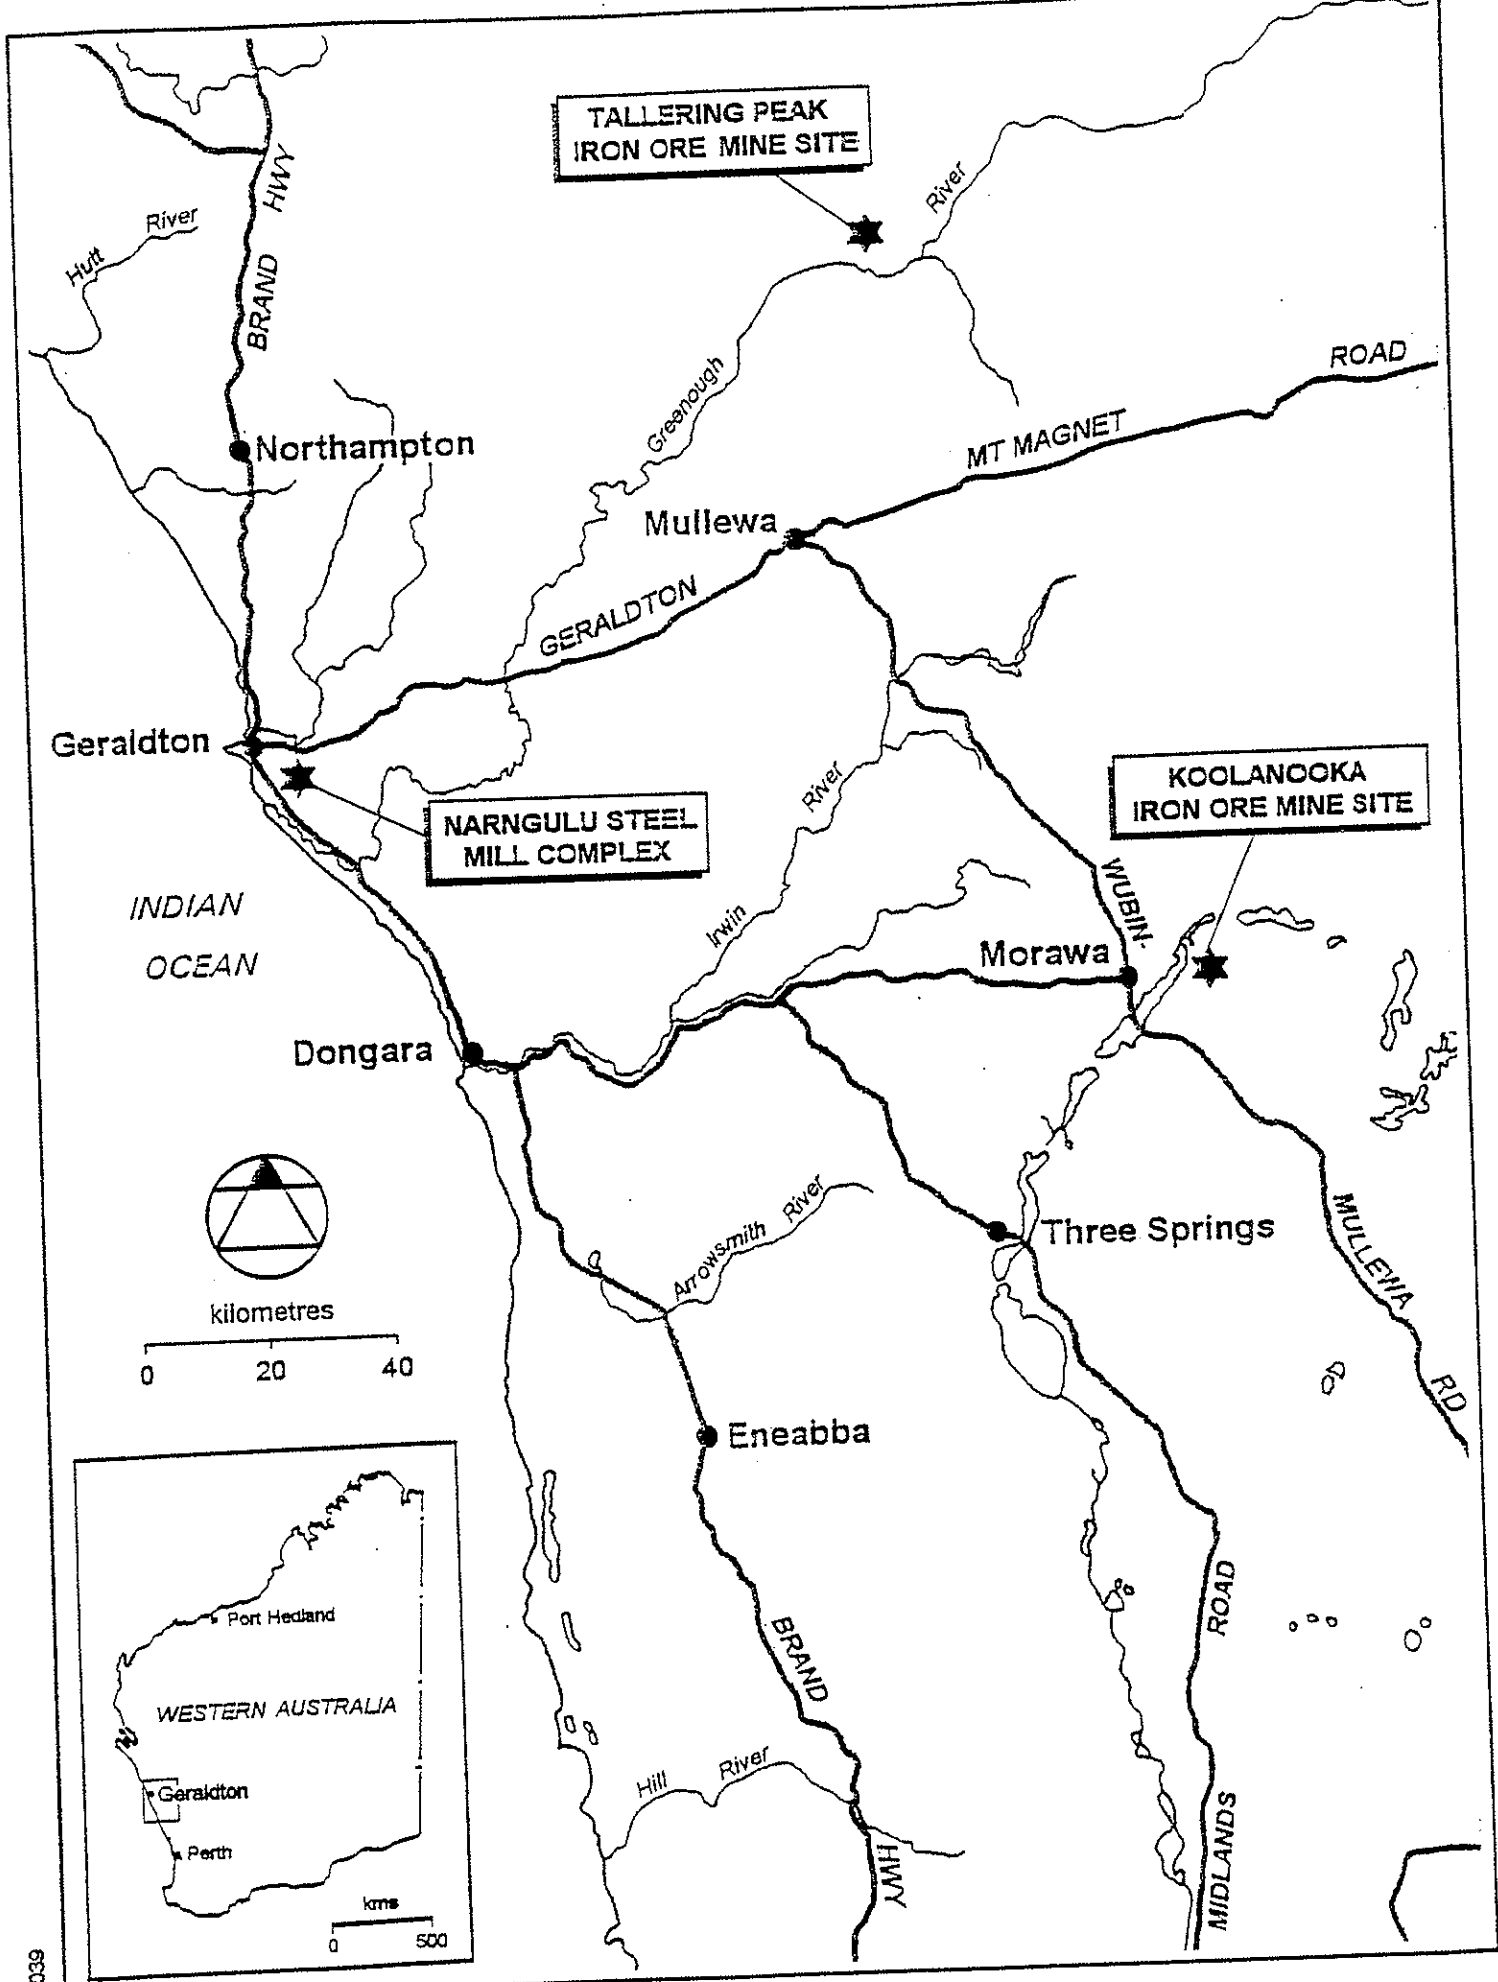 TALLERING PEAK
IRON ORE MINE SITE
HWY
BRAND
River
Hutt
River
ROAD
Greenough
MT MAGNET
Northampton
Mullewa
GERALDTON
Geraldton
KOOLANOOKA
IRON ORE MINE SITE
NARNGULU STEEL
MILL COMPLEX
River
WUBIN-
INDIAN
OCEAN
Irwin
Morawa
Dongara
River
Arrowsmith
Three Springs
MULLEWA
RD
kilometres
0 20 40
Eneabba
Port Hedland
WESTERN AUSTRALIA
Geraldton
Perth
kms
0 500
BRAND
ROAD
Hill River
HWY
MIDLANDS
039